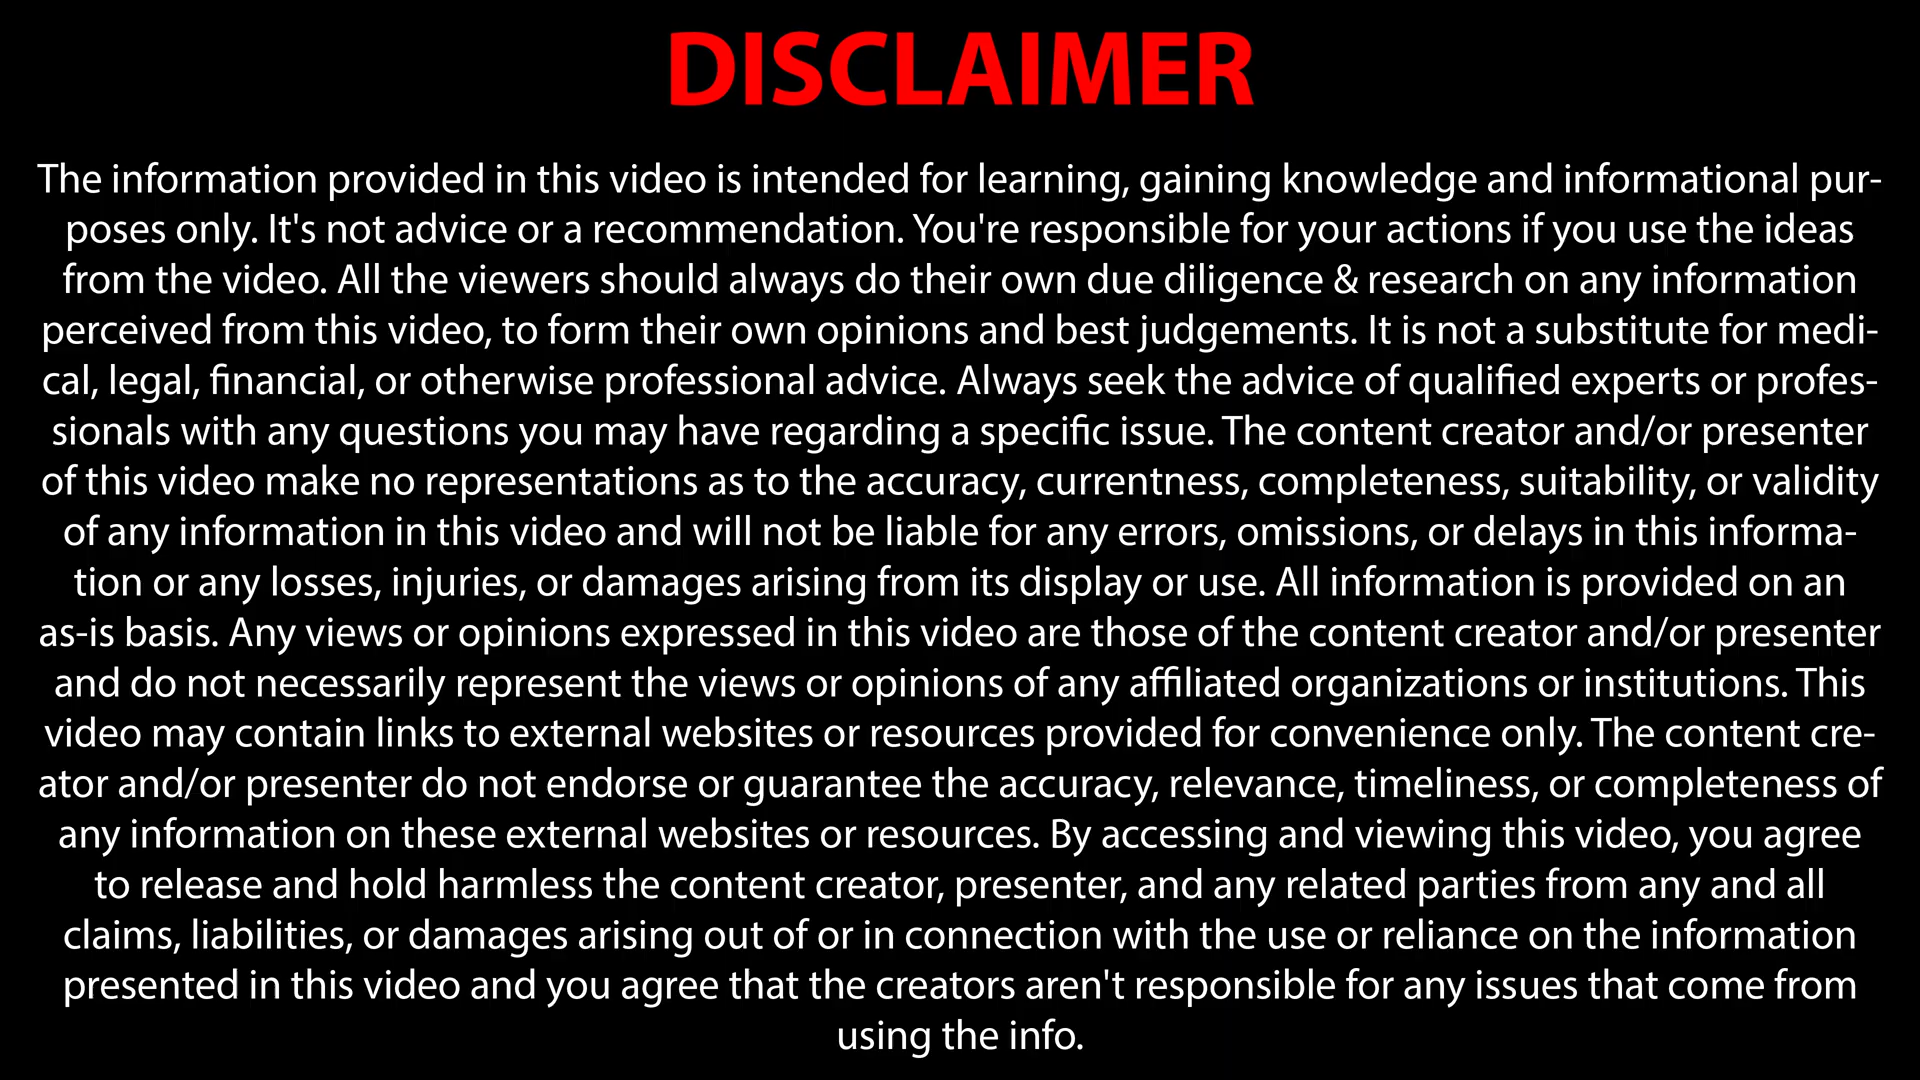 DISCLAIMER
The information provided in this video is intended for learning, gaining knowledge and informational pur-
poses only. It's not advice or a recommendation. You're responsible for your actions if you use the ideas
from the video. All the viewers should always do their own due diligence & research on any information
perceived from this video, to form their own opinions and best judgements. It is not a substitute for medi-
cal, legal, financial, or otherwise professional advice. Always seek the advice of qualified experts or profes-
sionals with any questions you may have regarding a specific issue. The content creator and/or presenter
of this video make no representations as to the accuracy, currentness, completeness, suitability, or validity
of any information in this video and will not be liable for any errors, omissions, or delays in this informa-
tion or any losses, injuries, or damages arising from its display or use. All information is provided on an
as-is basis. Any views or opinions expressed in this video are those of the content creator and/or presenter
and do not necessarily represent the views or opinions of any affiliated organizations or institutions. This
video may contain links to external websites or resources provided for convenience only. The content cre-
ator and/or presenter do not endorse or guarantee the accuracy, relevance, timeliness, or completeness of
any information on these external websites or resources. By accessing and viewing this video, you agree
to release and hold harmless the content creator, presenter, and any related parties from any and all
claims, liabilities, or damages arising out of or in connection with the use or reliance on the information
presented in this video and you agree that the creators aren't responsible for any issues that come from
using the info.